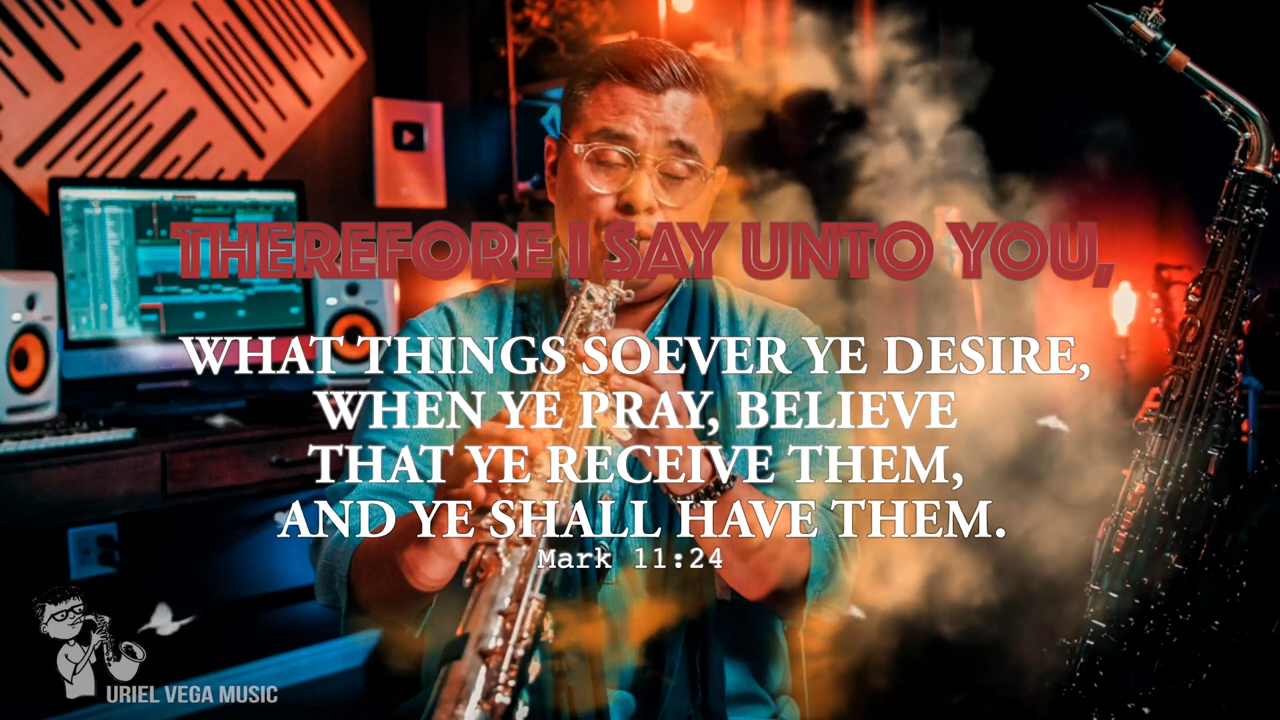 THEREFORE I SAY UNTO YOU,
WHAT THINGS SOEVER YE DESIRE,
WHEN YE PRAY, BELIEVE
THAT YE RECEIVE THEM,
AND YE SHALL HAVE THEM.
Mark 11:24
URIEL VEGA MUSIC